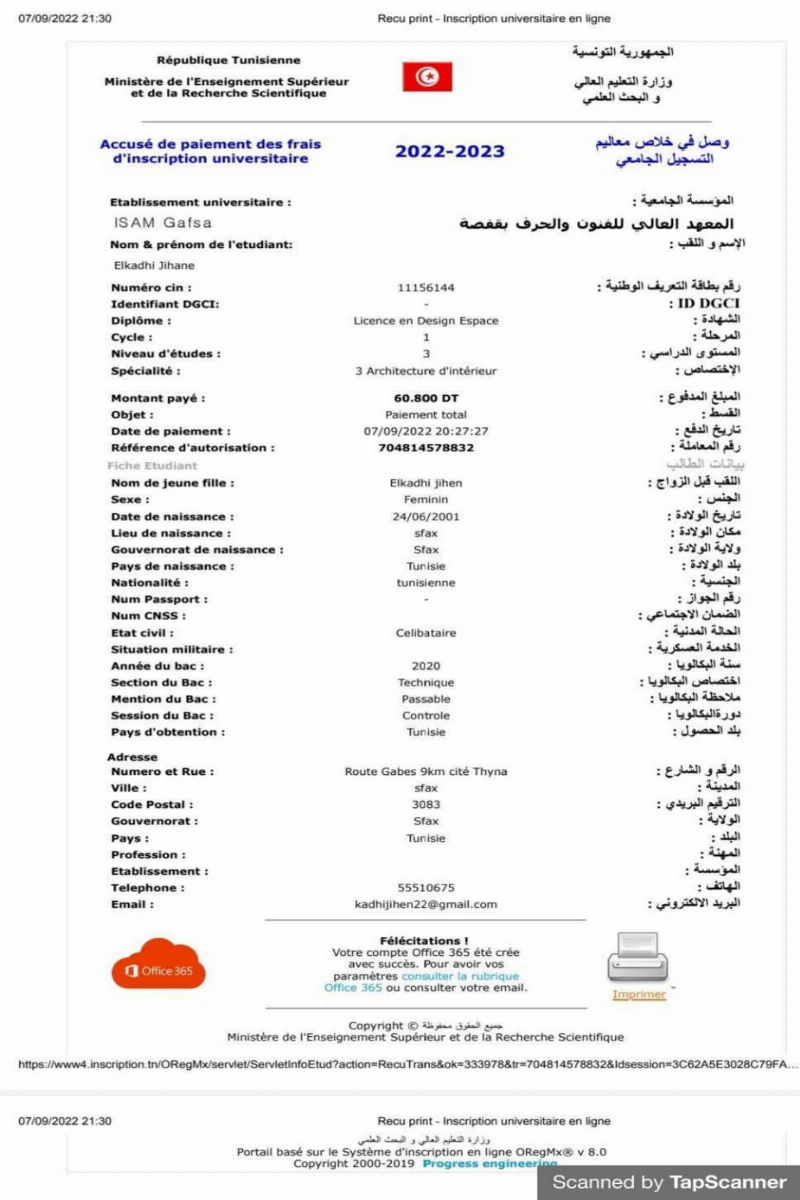 07/09/2022 21:30 Recu print - Inscription universitaire en ligne
République Tunisienne الجمهورية التونسية
Ministère de l'Enseignement Supérieur وزارة التعليم العالي
et de la Recherche Scientifique و البحث العلمي
Accusé de paiement des frais 2022-2023 وصل في خلاص معاليم
d'inscription universitaire التسجيل الجامعي
Etablissement universitaire : المؤسسة الجامعية :
ISAM Gafsa المعهد العالي للفنون والحرف بقفصة
Nom & prénom de l'etudiant: الإسم و اللقب :
Elkadhi Jihane
Numéro cin : 11156144 رقم بطاقة التعريف الوطنية :
Identifiant DGCI: - ID DGCI :
Diplôme : Licence en Design Espace الشهادة :
Cycle : 1 المرحلة :
Niveau d'études : 3 المستوى الدراسي :
Spécialité : 3 Architecture d'intérieur الإختصاص :
Montant payé : 60.800 DT المبلغ المدفوع :
Objet : Paiement total القسط :
Date de paiement : 07/09/2022 20:27:27 تاريخ الدفع :
Référence d'autorisation : 704814578832 رقم المعاملة :
Fiche Etudiant بيانات الطالب
Nom de jeune fille : Elkadhi jihen اللقب قبل الزواج :
Sexe : Feminin الجنس :
Date de naissance : 24/06/2001 تاريخ الولادة :
Lieu de naissance : sfax مكان الولادة :
Gouvernorat de naissance : Sfax ولاية الولادة :
Pays de naissance : Tunisie بلد الولادة :
Nationalité : tunisienne الجنسية :
Num Passport : - رقم الجواز :
Num CNSS : الضمان الاجتماعي :
Etat civil : Celibataire الحالة المدنية :
Situation militaire : الخدمة العسكرية :
Année du bac : 2020 سنة البكالويا :
Section du Bac : Technique اختصاص البكالويا :
Mention du Bac : Passable ملاحظة البكالويا :
Session du Bac : Controle دورةالبكالويا :
Pays d'obtention : Tunisie بلد الحصول :
Adresse
Numero et Rue : Route Gabes 9km cité Thyna الرقم و الشارع :
Ville : sfax المدينة :
Code Postal : 3083 الترقيم البريدي :
Gouvernorat : Sfax الولاية :
Pays : Tunisie البلد :
Profession : المهنة :
Etablissement : المؤسسة :
Telephone : 55510675 الهاتف :
Email : kadhijihen22@gmail.com البريد الالكتروني :
Félécitations !
Votre compte Office 365 été crée
avec succès. Pour avoir vos
Office 365 paramètres consulter la rubrique
Office 365 ou consulter votre email.
Imprimer
Copyright © جميع الحقوق محفوظة
Ministère de l'Enseignement Supérieur et de la Recherche Scientifique
https://www4.inscription.tn/ORegMx/servlet/ServletInfoEtud?action=RecuTrans&ok=333978&tr=704814578832&Idsession=3C62A5E3028C79FA...
07/09/2022 21:30 Recu print - Inscription universitaire en ligne
وزارة التعليم العالي و البحث العلمي
Portail basé sur le Système d'inscription en ligne ORegMx® v 8.0
Copyright 2000-2019 Progress engineering
Scanned by TapScanner